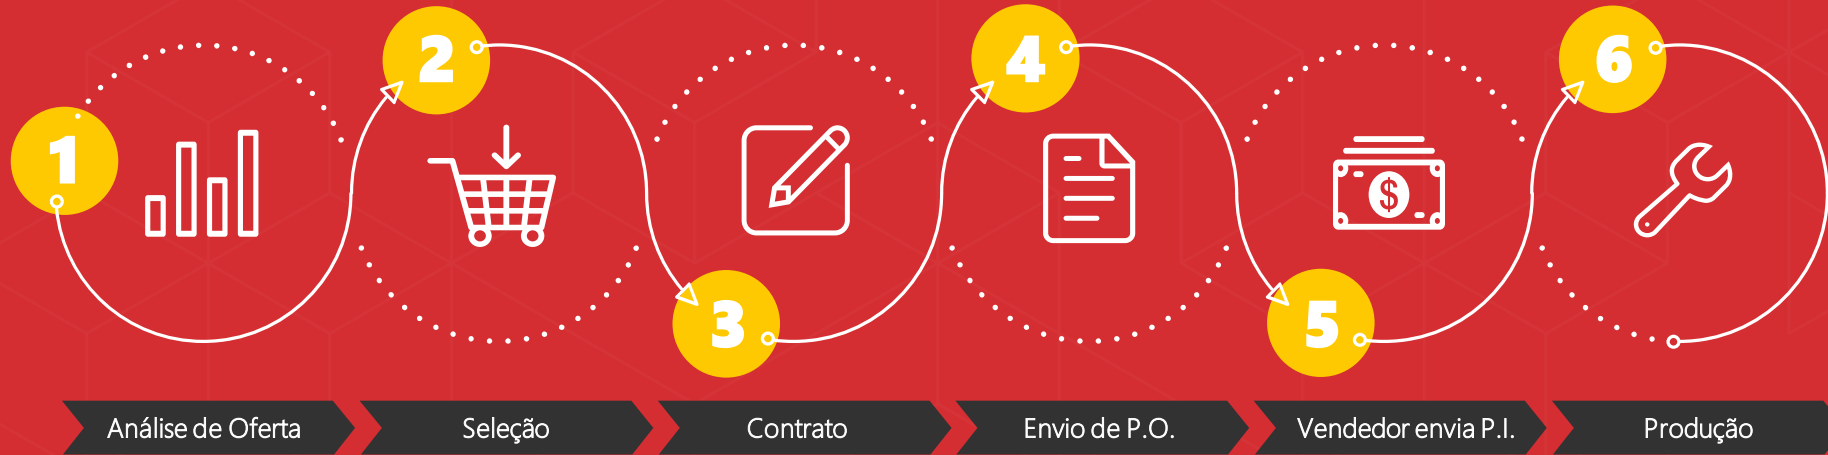 1
2
3
4
5
6
$
Análise de Oferta
Seleção
Contrato
Envio de P.O.
Vendedor envia P.I.
Produção